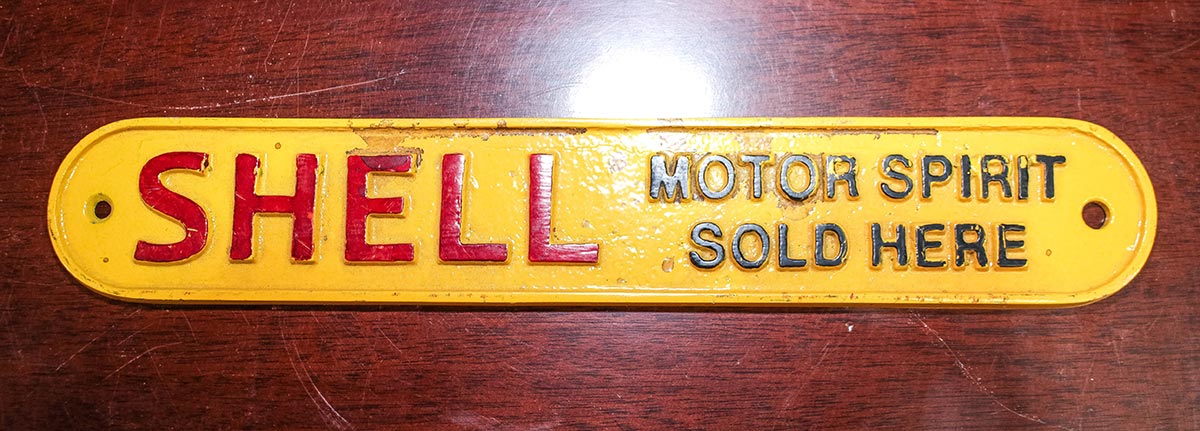 SHELL
MOTOR SPIRIT
SOLD HERE